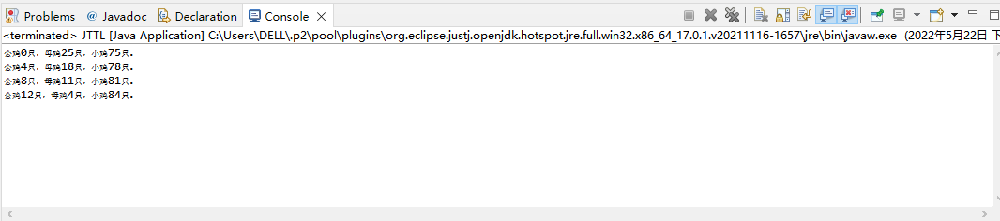 Problems @ Javadoc Declaration Console
<terminated> JTTL [Java Application] C:\Users\DELL\.p2\pool\plugins\org.eclipse.justj.openjdk.hotspot.jre.full.win32.x86_64_17.0.1.v20211116-1657\jre\bin\javaw.exe (2022年5月22日 下
公鸡0只，母鸡25只，小鸡75只.
公鸡4只，母鸡18只，小鸡78只.
公鸡8只，母鸡11只，小鸡81只.
公鸡12只，母鸡4只，小鸡84只.